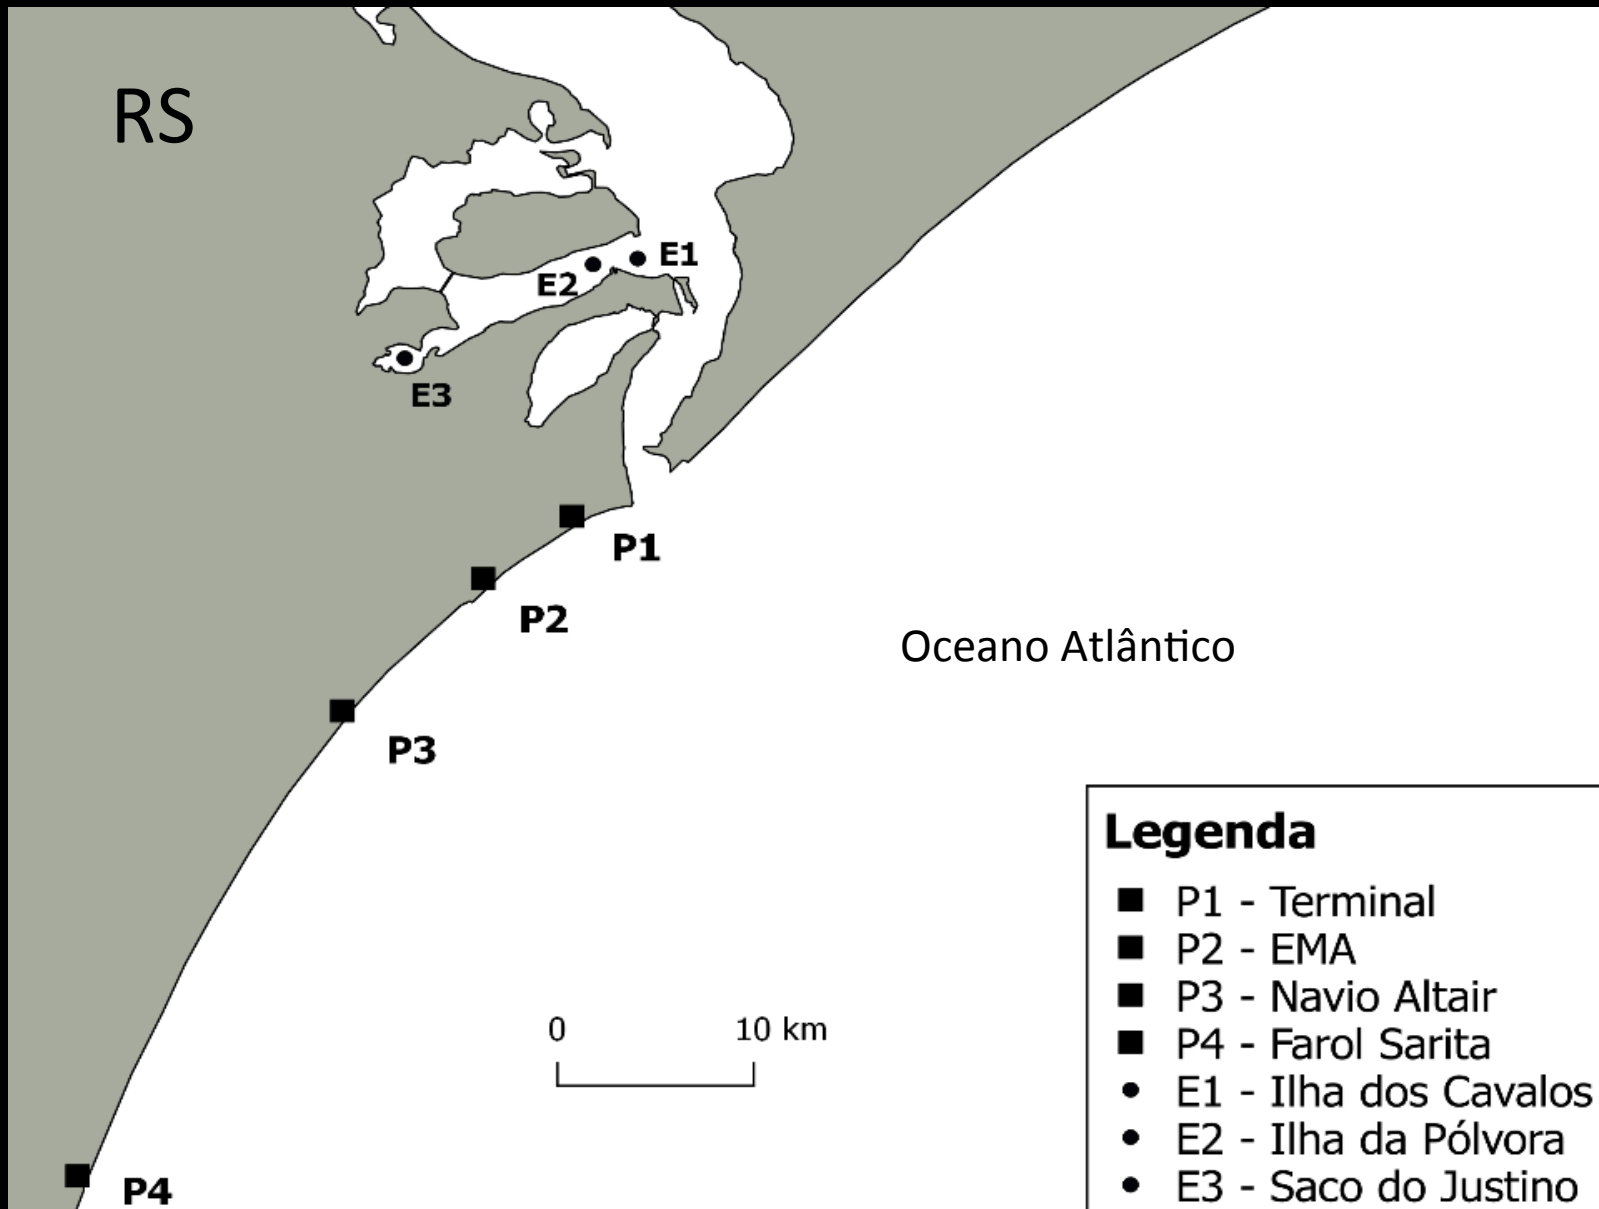 RS
E1
E2
E3
P1
P2
Oceano Atlântico
P3
Legenda
P1 - Terminal
P2 - EMA
P3 - Navio Altair
P4 - Farol Sarita
E1 - Ilha dos Cavalos
E2 - Ilha da Pólvora
E3 - Saco do Justino
0 10 km
P4